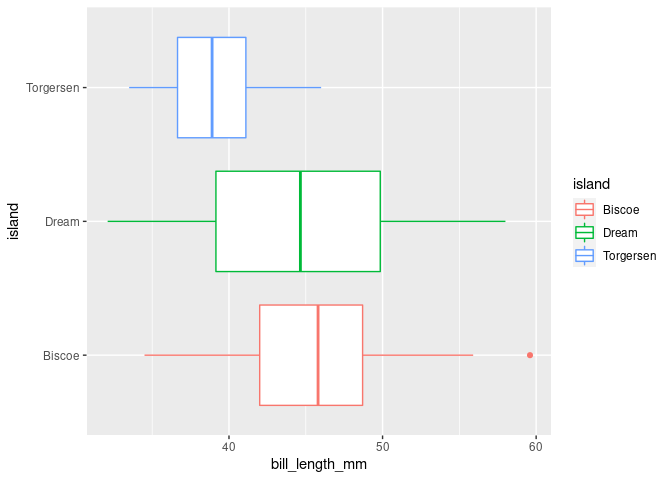 Torgersen
Dream
Biscoe
island
40 50 60
bill_length_mm
island
Biscoe
Dream
Torgersen